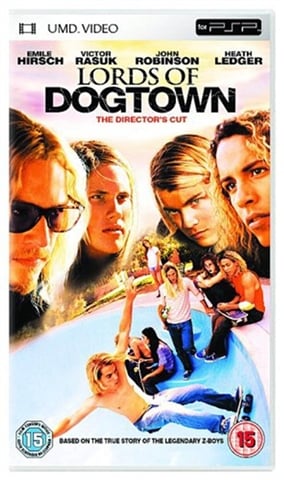 UMD. VIDEO
for PSP
EMILE HIRSCH
VICTOR RASUK
JOHN ROBINSON
HEATH LEDGER
LORDS OF
DOGTOWN
THE DIRECTOR'S CUT
15
BASED ON THE TRUE STORY OF THE LEGENDARY Z-BOYS
15